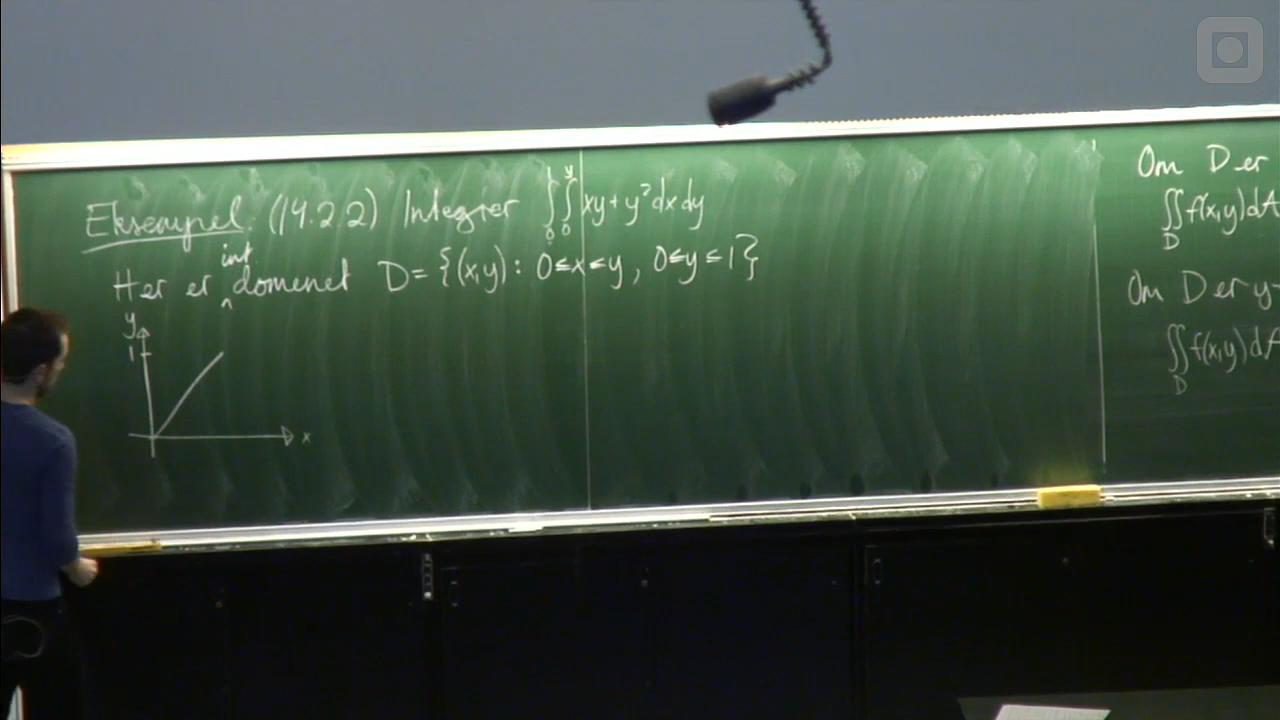 Eksempel: (14.2.2) Integrer ∫₀¹∫₀ʸ xy + y² dx dy
int
Her er ‸ domenet D = {(x,y) : 0≤x≤y, 0≤y≤1}
y
1
x
Om D er
∬ f(x,y) dA
D
Om D er y-
∬ f(x,y) dA
D